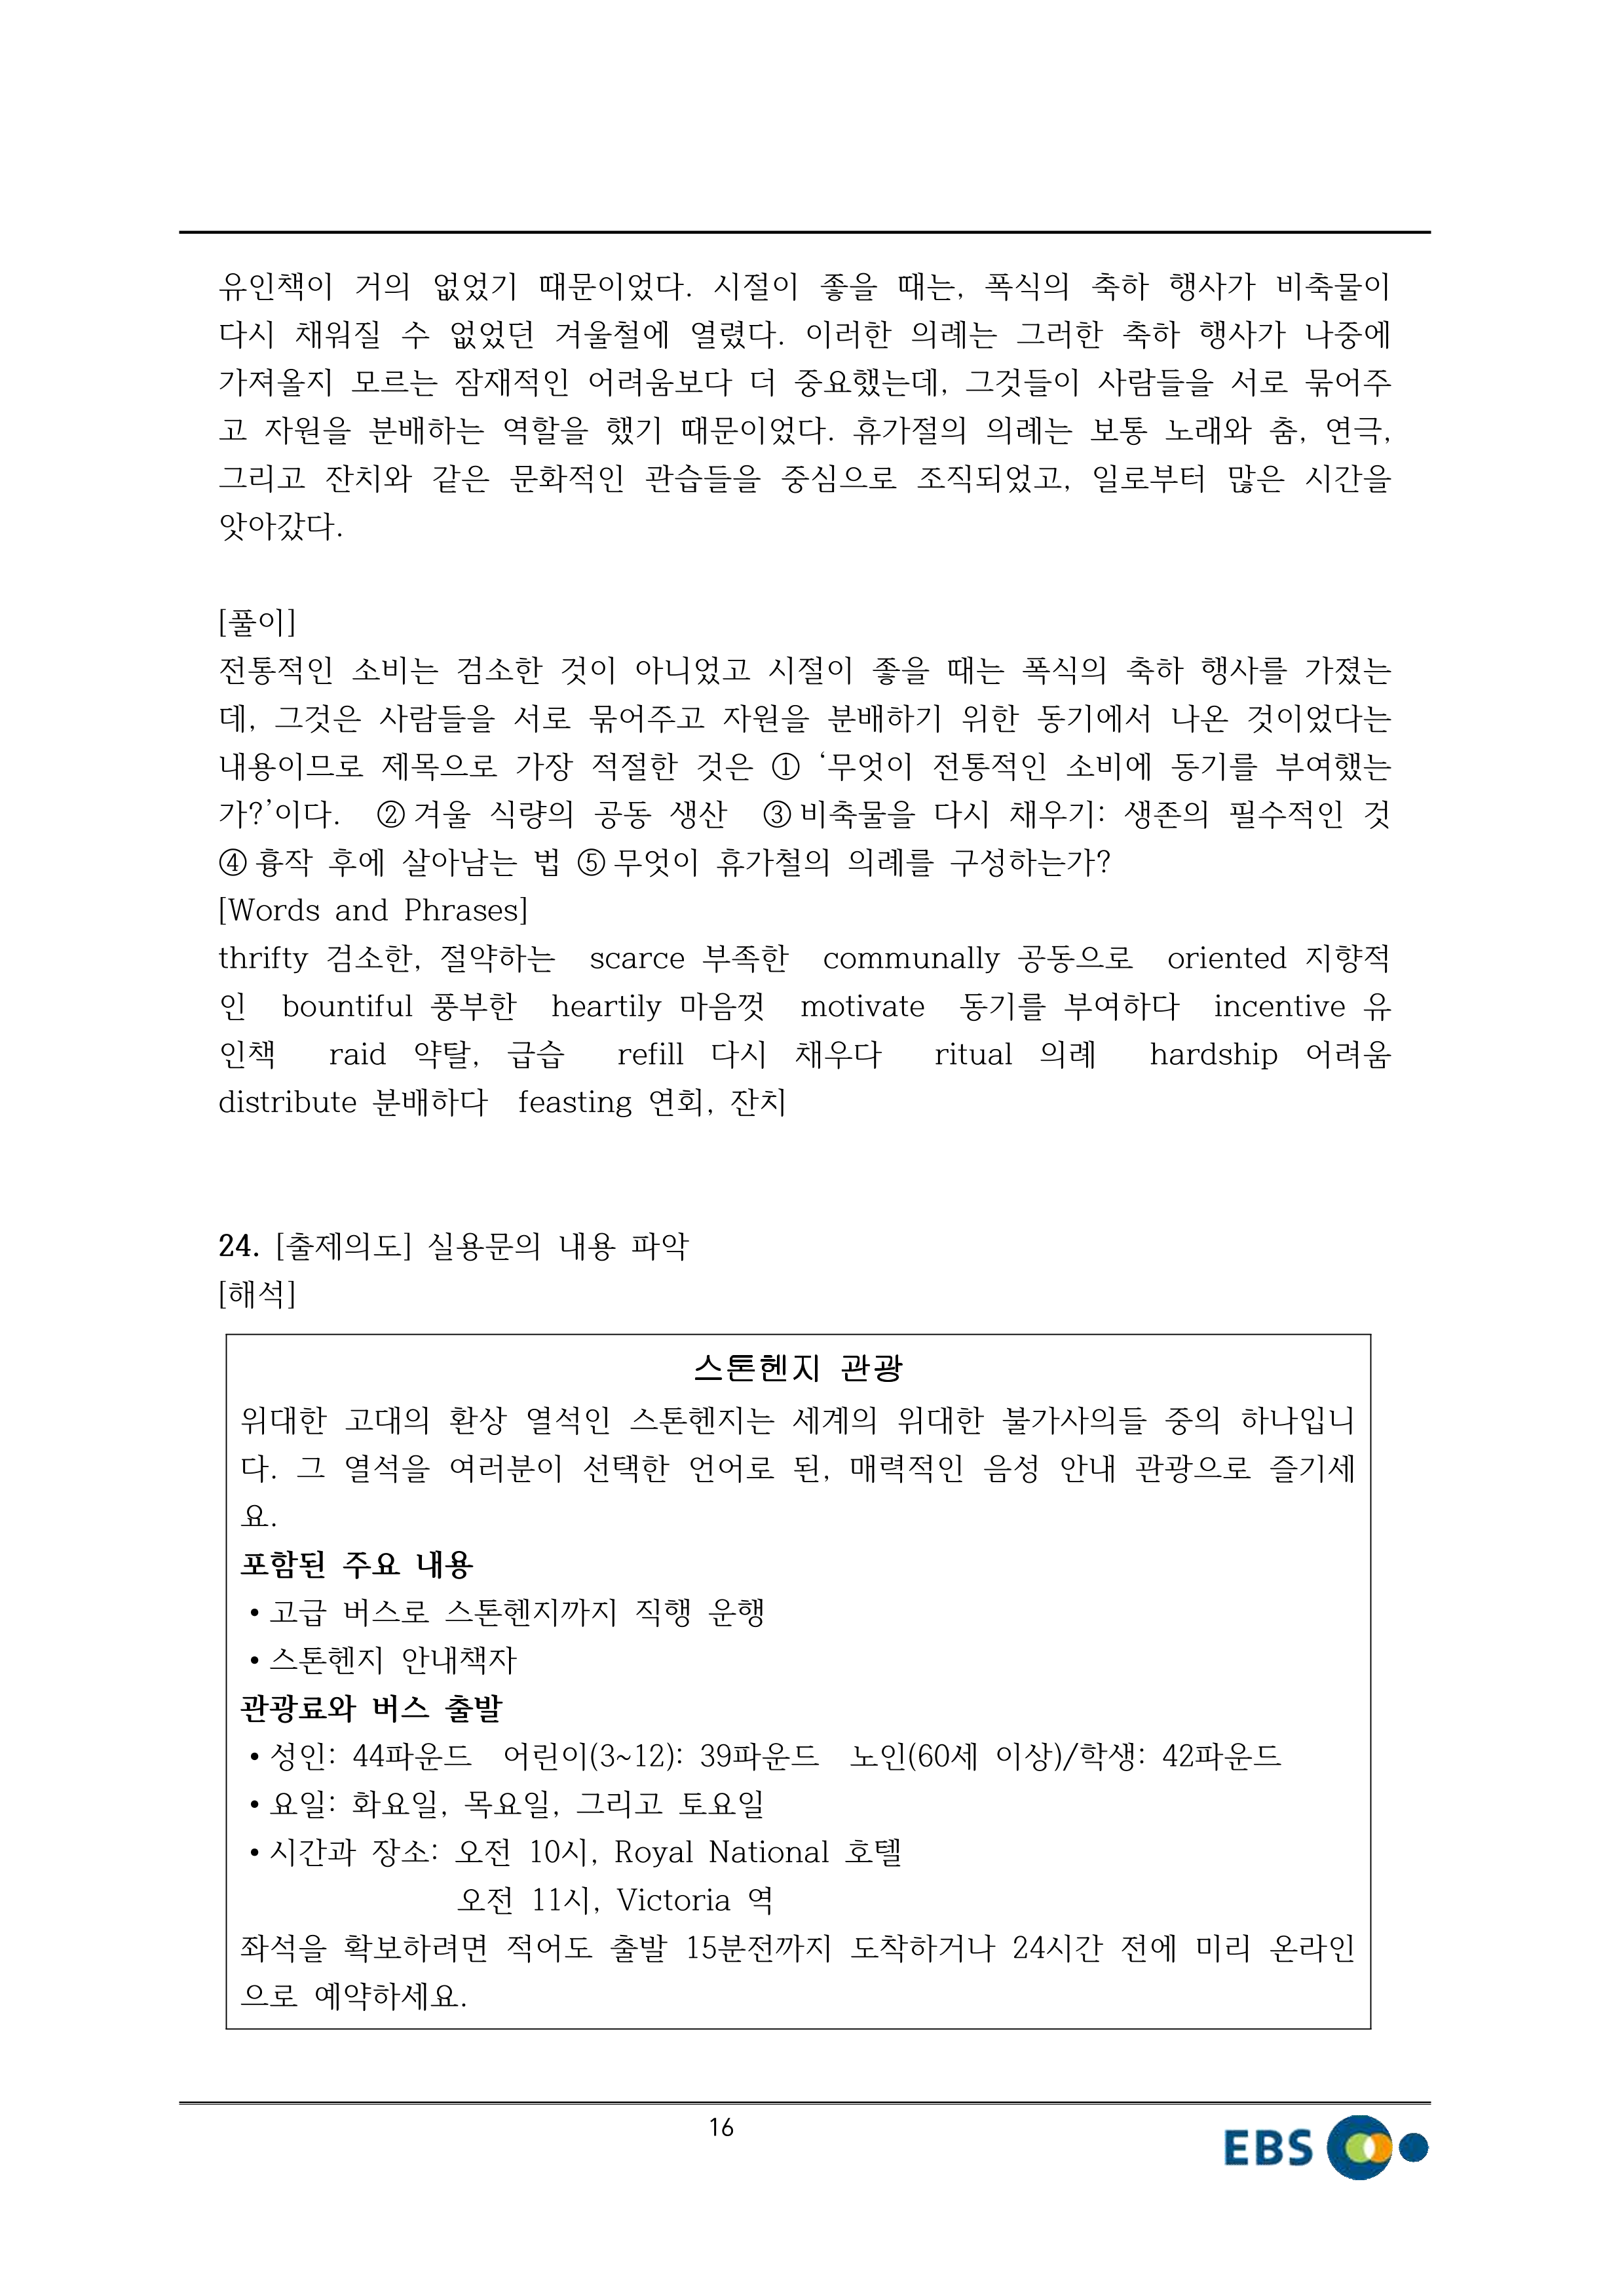 유인책이 거의 없었기 때문이었다. 시절이 좋을 때는, 폭식의 축하 행사가 비축물이
다시 채워질 수 없었던 겨울철에 열렸다. 이러한 의례는 그러한 축하 행사가 나중에
가져올지 모르는 잠재적인 어려움보다 더 중요했는데, 그것들이 사람들을 서로 묶어주
고 자원을 분배하는 역할을 했기 때문이었다. 휴가절의 의례는 보통 노래와 춤, 연극,
그리고 잔치와 같은 문화적인 관습들을 중심으로 조직되었고, 일로부터 많은 시간을
앗아갔다.
[풀이]
전통적인 소비는 검소한 것이 아니었고 시절이 좋을 때는 폭식의 축하 행사를 가졌는
데, 그것은 사람들을 서로 묶어주고 자원을 분배하기 위한 동기에서 나온 것이었다는
내용이므로 제목으로 가장 적절한 것은 ① ‘무엇이 전통적인 소비에 동기를 부여했는
가?’이다. ② 겨울 식량의 공동 생산 ③ 비축물을 다시 채우기: 생존의 필수적인 것
④ 흉작 후에 살아남는 법 ⑤ 무엇이 휴가철의 의례를 구성하는가?
[Words and Phrases]
thrifty 검소한, 절약하는 scarce 부족한 communally 공동으로 oriented 지향적
인 bountiful 풍부한 heartily 마음껏 motivate 동기를 부여하다 incentive 유
인책 raid 약탈, 급습 refill 다시 채우다 ritual 의례 hardship 어려움
distribute 분배하다 feasting 연회, 잔치
24. [출제의도] 실용문의 내용 파악
[해석]
스톤헨지 관광
위대한 고대의 환상 열석인 스톤헨지는 세계의 위대한 불가사의들 중의 하나입니
다. 그 열석을 여러분이 선택한 언어로 된, 매력적인 음성 안내 관광으로 즐기세
요.
포함된 주요 내용
• 고급 버스로 스톤헨지까지 직행 운행
• 스톤헨지 안내책자
관광료와 버스 출발
• 성인: 44파운드 어린이(3~12): 39파운드 노인(60세 이상)/학생: 42파운드
• 요일: 화요일, 목요일, 그리고 토요일
• 시간과 장소: 오전 10시, Royal National 호텔
오전 11시, Victoria 역
좌석을 확보하려면 적어도 출발 15분전까지 도착하거나 24시간 전에 미리 온라인
으로 예약하세요.
16
EBS